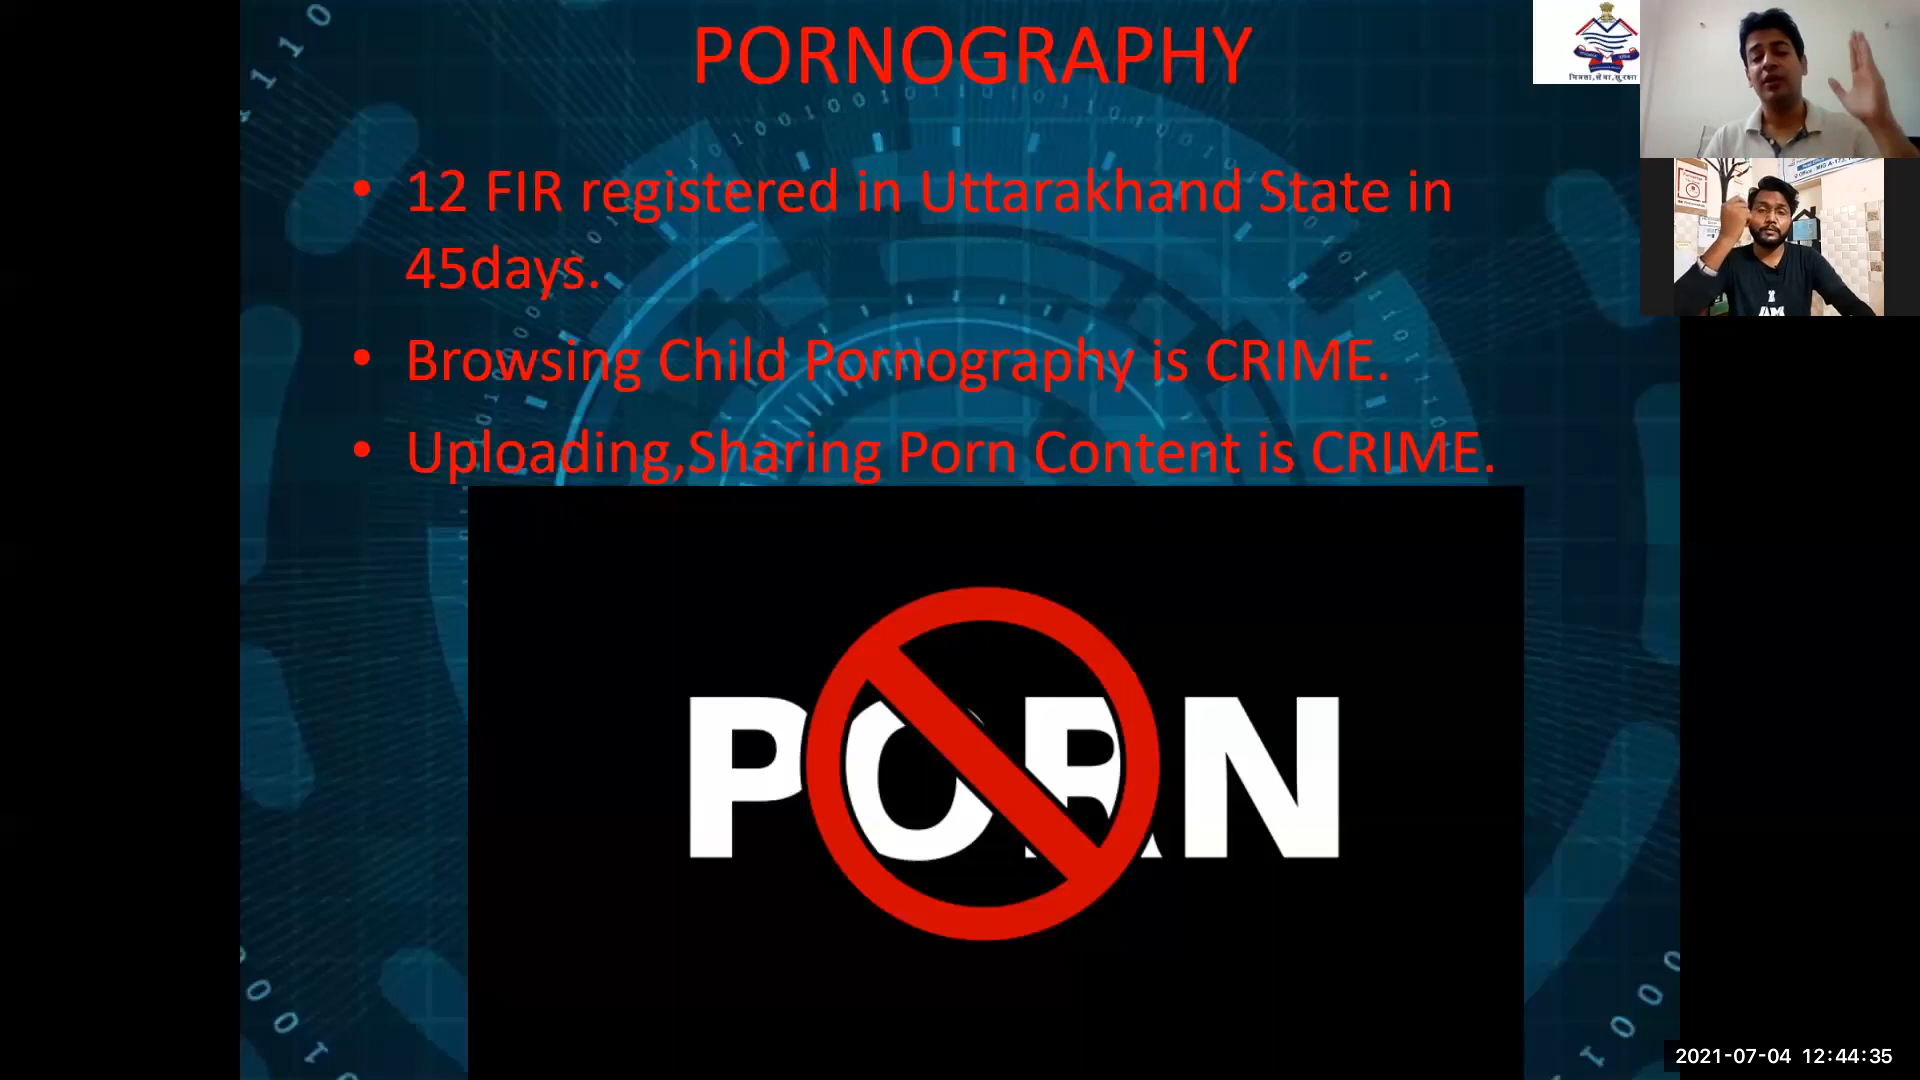 PORNOGRAPHY
• 12 FIR registered in Uttarakhand State in
45days.
• Browsing Child Pornography is CRIME.
• Uploading,Sharing Porn Content is CRIME.
PORN
AM
2021-07-04 12:44:35